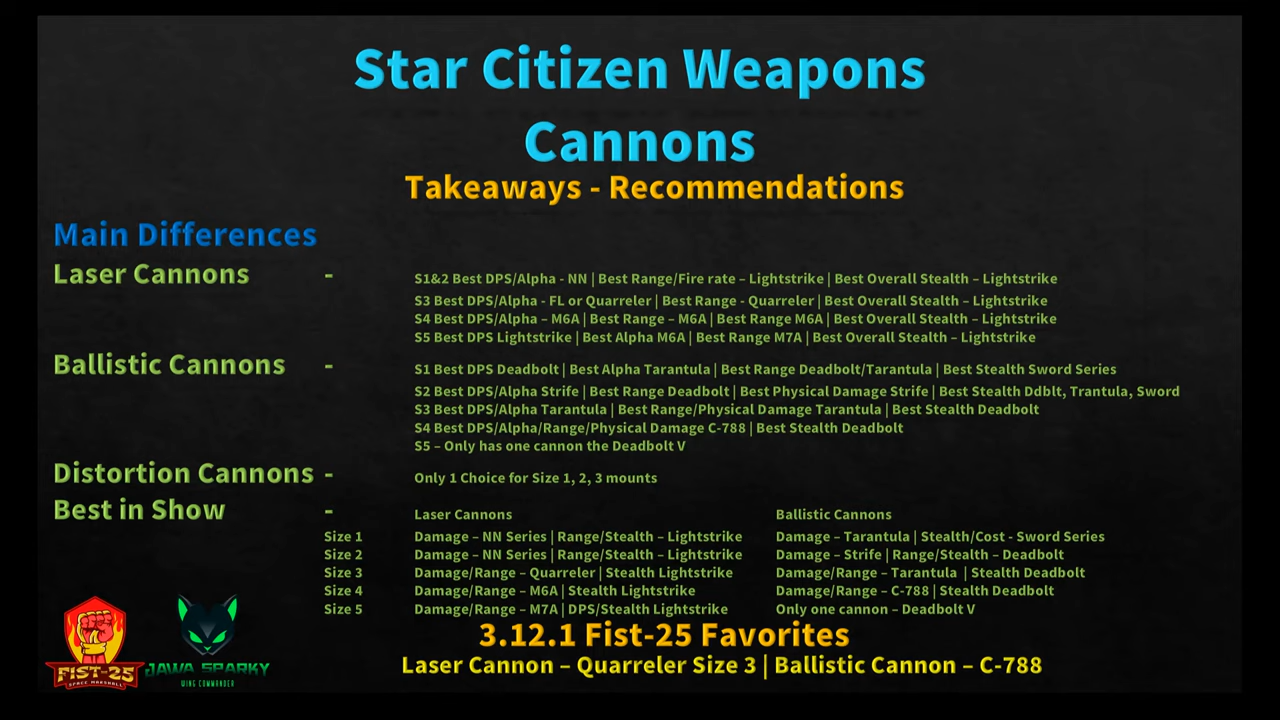 Star Citizen Weapons
Cannons
Takeaways - Recommendations
Main Differences
Laser Cannons - S1&2 Best DPS/Alpha - NN | Best Range/Fire rate – Lightstrike | Best Overall Stealth – Lightstrike
S3 Best DPS/Alpha - FL or Quarreler | Best Range - Quarreler | Best Overall Stealth – Lightstrike
S4 Best DPS/Alpha – M6A | Best Range – M6A | Best Range M6A | Best Overall Stealth – Lightstrike
S5 Best DPS Lightstrike | Best Alpha M6A | Best Range M7A | Best Overall Stealth – Lightstrike
Ballistic Cannons - S1 Best DPS Deadbolt | Best Alpha Tarantula | Best Range Deadbolt/Tarantula | Best Stealth Sword Series
S2 Best DPS/Alpha Strife | Best Range Deadbolt | Best Physical Damage Strife | Best Stealth Ddblt, Trantula, Sword
S3 Best DPS/Alpha Tarantula | Best Range/Physical Damage Tarantula | Best Stealth Deadbolt
S4 Best DPS/Alpha/Range/Physical Damage C-788 | Best Stealth Deadbolt
S5 – Only has one cannon the Deadbolt V
Distortion Cannons - Only 1 Choice for Size 1, 2, 3 mounts
Best in Show - Laser Cannons Ballistic Cannons
Size 1 Damage – NN Series | Range/Stealth – Lightstrike Damage – Tarantula | Stealth/Cost - Sword Series
Size 2 Damage – NN Series | Range/Stealth – Lightstrike Damage – Strife | Range/Stealth – Deadbolt
Size 3 Damage/Range – Quarreler | Stealth Lightstrike Damage/Range – Tarantula | Stealth Deadbolt
Size 4 Damage/Range – M6A | Stealth Lightstrike Damage/Range – C-788 | Stealth Deadbolt
Size 5 Damage/Range – M7A | DPS/Stealth Lightstrike Only one cannon – Deadbolt V
3.12.1 Fist-25 Favorites
Laser Cannon – Quarreler Size 3 | Ballistic Cannon – C-788
FIST-25
SPACE MARSHALL
JAWA SPARKY
WING COMMANDER